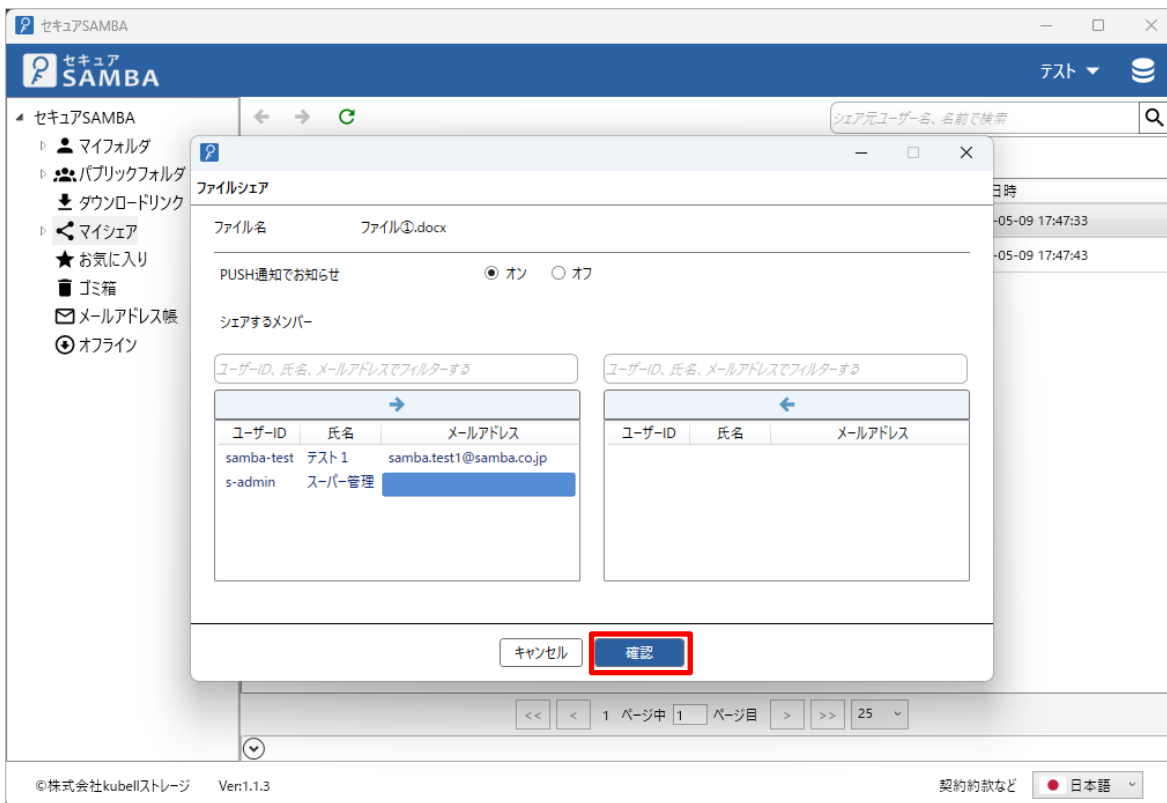 セキュアSAMBA
セキュア
SAMBA
テスト
セキュアSAMBA
シェア元ユーザー名、名前で検索
マイフォルダ
パブリックフォルダ
ダウンロードリンク
マイシェア
お気に入り
ゴミ箱
メールアドレス帳
オフライン
日時
-05-09 17:47:33
-05-09 17:47:43
ファイルシェア
ファイル名 ファイル①.docx
PUSH通知でお知らせ オン オフ
シェアするメンバー
ユーザーID、氏名、メールアドレスでフィルターする ユーザーID、氏名、メールアドレスでフィルターする
ユーザーID 氏名 メールアドレス ユーザーID 氏名 メールアドレス
samba-test テスト1 samba.test1@samba.co.jp
s-admin スーパー管理
キャンセル 確認
<< < 1 ページ中 1 ページ目 > >> 25
©株式会社kubellストレージ Ver:1.1.3 契約約款など 日本語